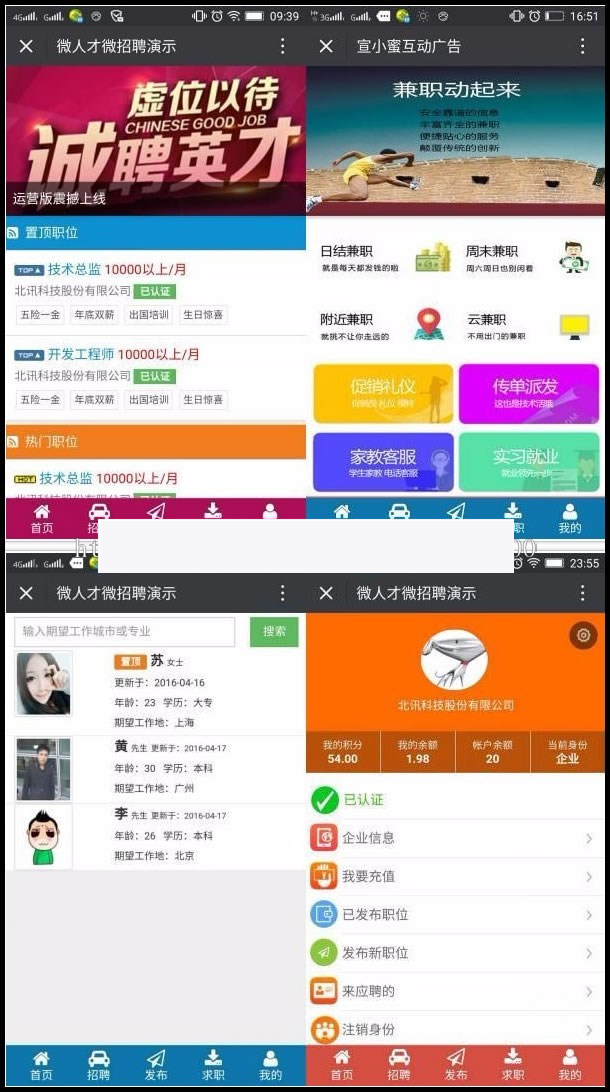 4G 4G 09:39
微人才微招聘演示
虚位以待
CHINESE GOOD JOB
诚聘英才
运营版震撼上线
置顶职位
TOP 技术总监 10000以上/月
北讯科技股份有限公司 已认证
五险一金 年底双薪 出国培训 生日惊喜
TOP 开发工程师 10000以上/月
北讯科技股份有限公司 已认证
五险一金 年底双薪 出国培训 生日惊喜
热门职位
HOT 技术总监 10000以上/月
北讯科技股份有限公司 已认证
首页
3G 4G 16:51
宣小蜜互动广告
兼职动起来
安全靠谱的信息
丰富齐全的兼职
便捷贴心的服务
颠覆传统的创新
日结兼职
就是每天都发钱的啦
周末兼职
周六周日也别闲着
附近兼职
就挑不让你走远的
云兼职
不用出门的兼职
促销礼仪
促销员 礼仪 模特
传单派发
这也是技术活哦
家教客服
学生家教 电话客服
实习就业
就业领先一步
职 我的
4G 4G
微人才微招聘演示
输入期望工作城市或专业 搜索
置顶 苏 女士
更新于：2016-04-16
年龄：23 学历：大专
期望工作地：上海
黄 先生 更新于：2016-04-17
年龄：30 学历：本科
期望工作地：广州
李 先生 更新于：2016-04-17
年龄：26 学历：本科
期望工作地：北京
首页 招聘 发布 求职 我的
23:55
微人才微招聘演示
北讯科技股份有限公司
我的积分 我的余额 帐户余额 当前身份
54.00 1.98 20 企业
已认证
企业信息
我要充值
已发布职位
发布新职位
来应聘的
注销身份
首页 招聘 发布 求职 我的